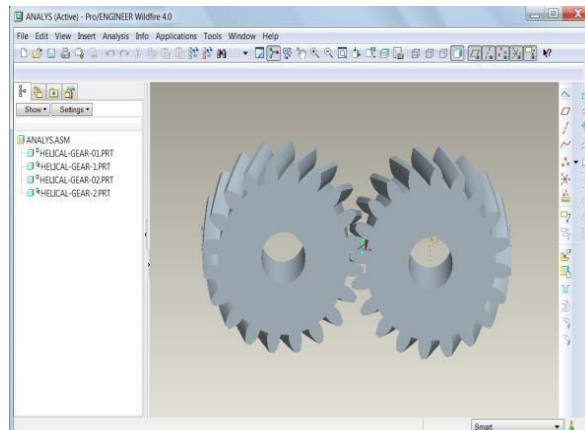 ANALYS (Active) - Pro/ENGINEER Wildfire 4.0
File Edit View Insert Analysis Info Applications Tools Window Help
Show Settings
ANALYS.ASM
HELICAL-GEAR-01.PRT
HELICAL-GEAR-1.PRT
HELICAL-GEAR-02.PRT
HELICAL-GEAR-2.PRT
Smart